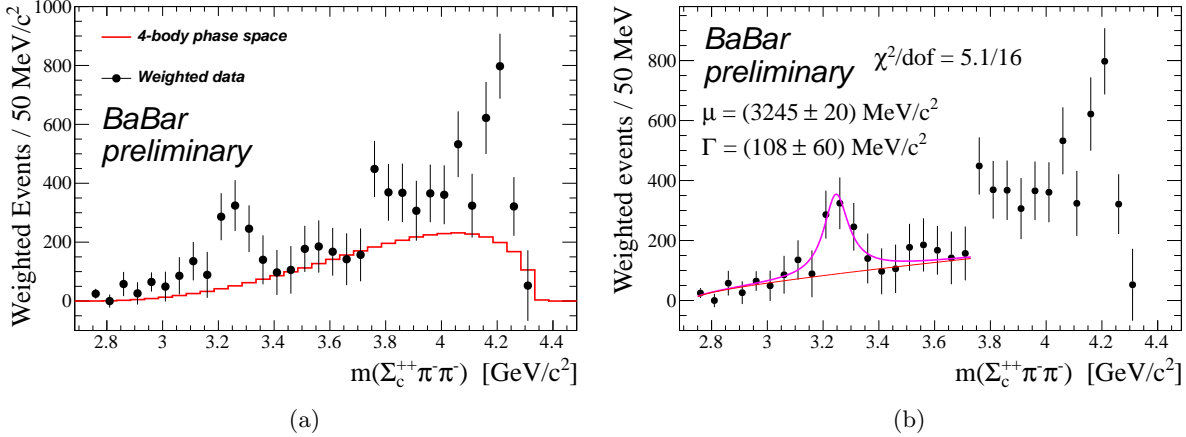 Weighted Events / 50 MeV/c²
1000
800
600
400
200
0
4-body phase space
Weighted data
BaBar
preliminary
2.8 3 3.2 3.4 3.6 3.8 4 4.2 4.4
m(Σc⁺⁺π⁻π⁻) [GeV/c²]
(a)
Weighted events / 50 MeV
800
600
400
200
0
BaBar
preliminary
χ²/dof = 5.1/16
μ = (3245 ± 20) MeV/c²
Γ = (108 ± 60) MeV/c²
2.8 3 3.2 3.4 3.6 3.8 4 4.2 4.4
m(Σc⁺⁺π⁻π⁻) [GeV/c²]
(b)